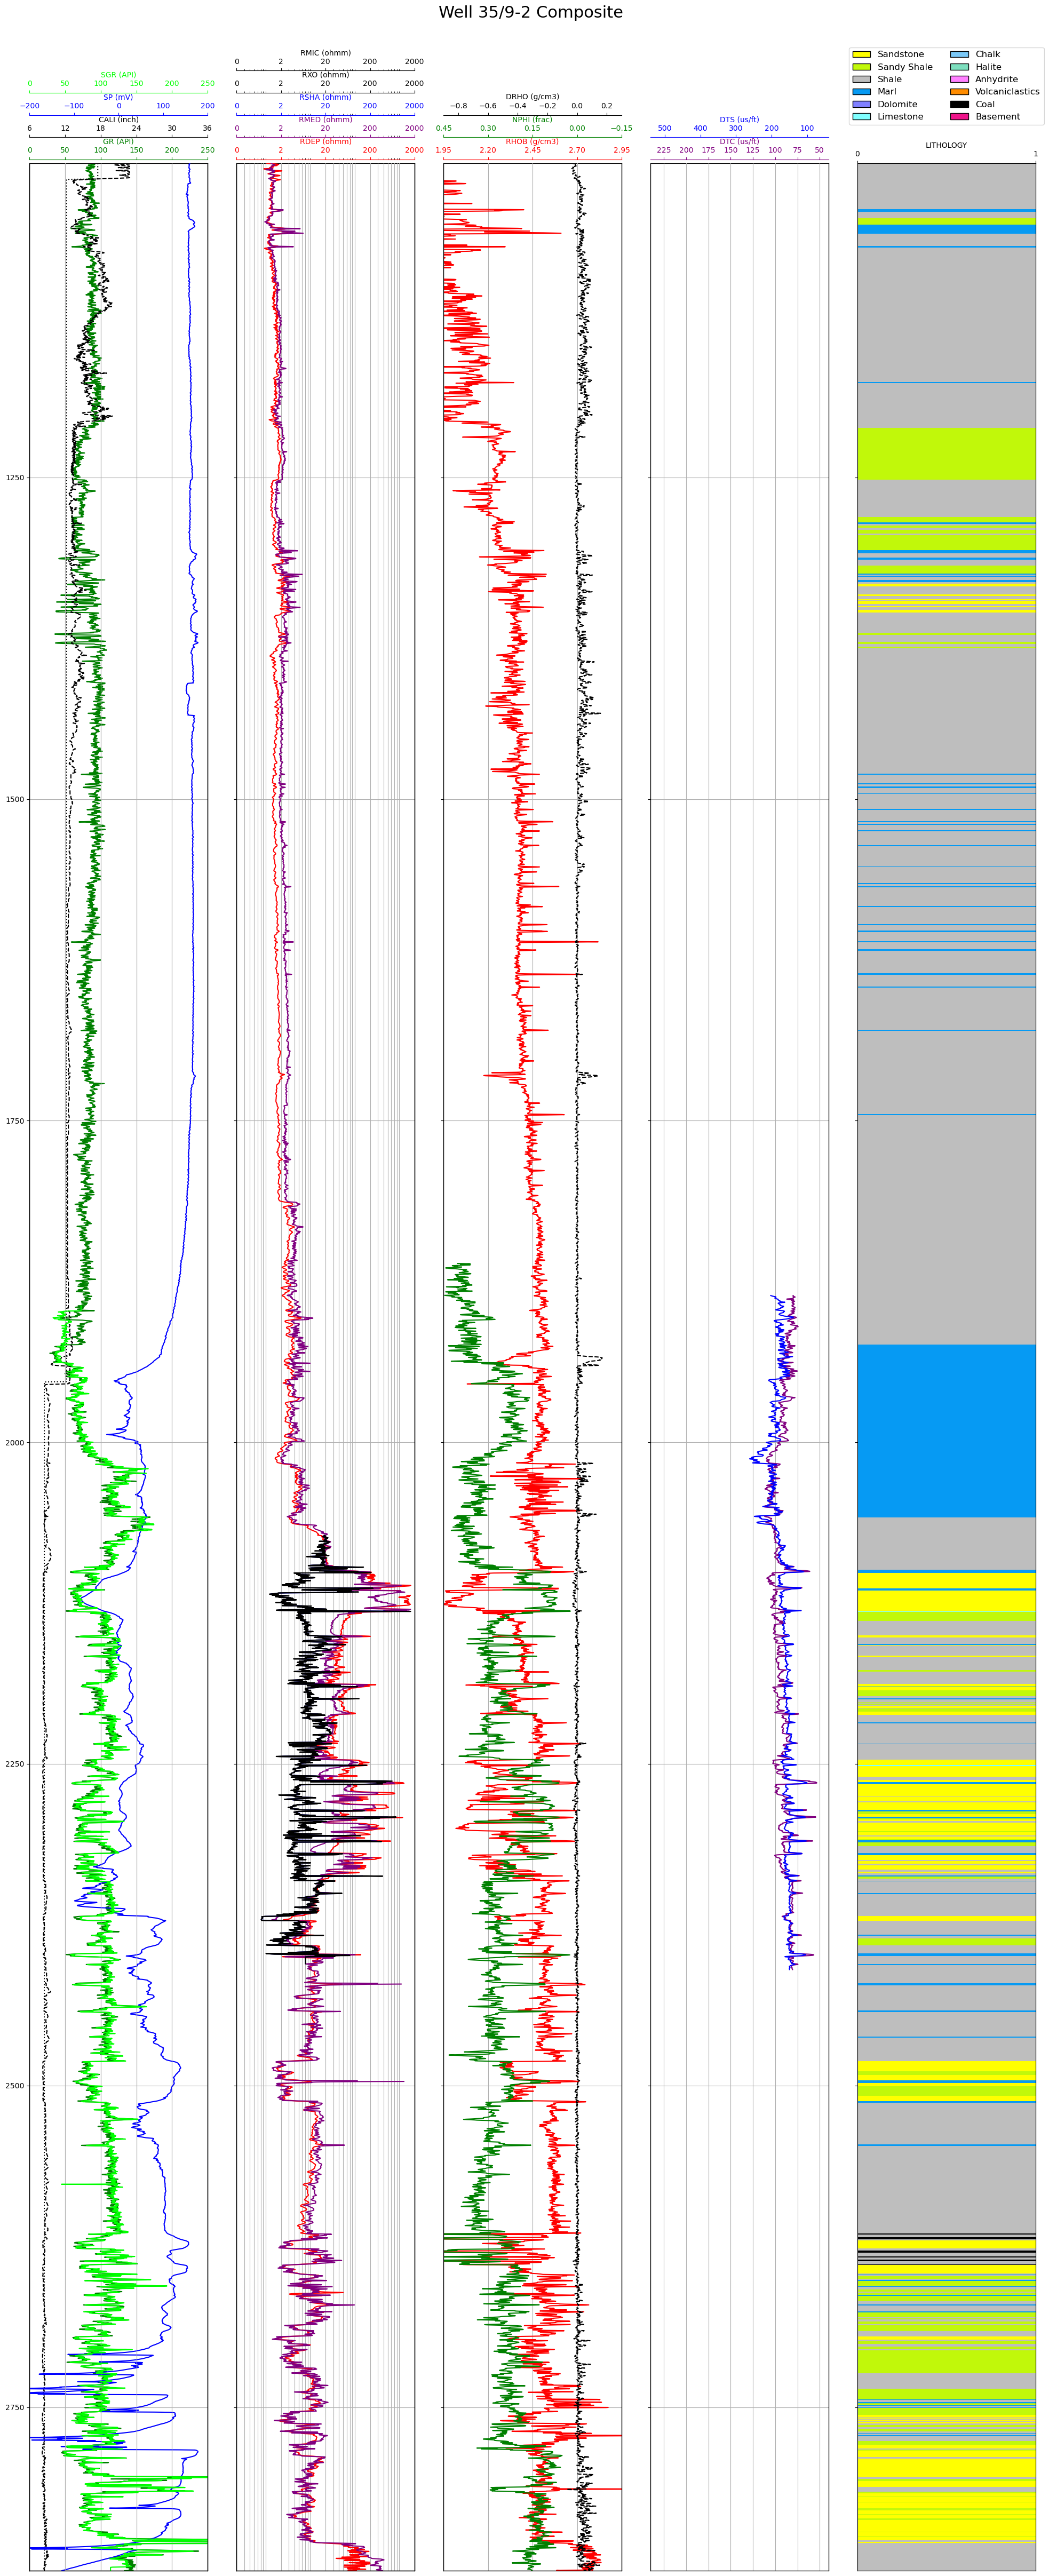 Well 35/9-2 Composite
RMIC (ohmm)
0 2 20 200 2000
SGR (API)
0 50 100 150 200 250
RXO (ohmm)
0 2 20 200 2000
SP (mV)
−200 −100 0 100 200
RSHA (ohmm)
0 2 20 200 2000
DRHO (g/cm3)
−0.8 −0.6 −0.4 −0.2 0.0 0.2
CALI (inch)
6 12 18 24 30 36
RMED (ohmm)
0 2 20 200 2000
NPHI (frac)
0.45 0.30 0.15 0.00 −0.15
DTS (us/ft)
500 400 300 200 100
GR (API)
0 50 100 150 200 250
RDEP (ohmm)
0 2 20 200 2000
RHOB (g/cm3)
1.95 2.20 2.45 2.70 2.95
DTC (us/ft)
225 200 175 150 125 100 75 50
LITHOLOGY
0 1
Sandstone
Sandy Shale
Shale
Marl
Dolomite
Limestone
Chalk
Halite
Anhydrite
Volcaniclastics
Coal
Basement
1250
1500
1750
2000
2250
2500
2750